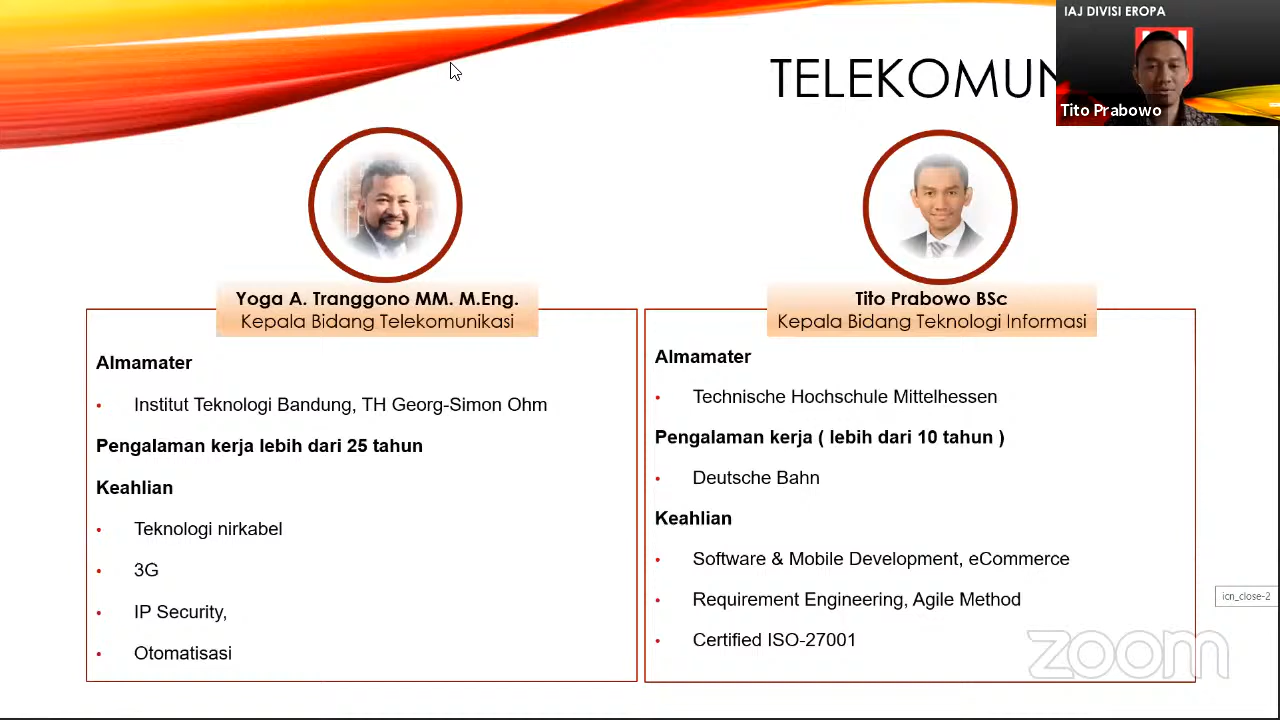 IAJ DIVISI EROPA
TELEKOMUN
Tito Prabowo
Yoga A. Tranggono MM. M.Eng.
Kepala Bidang Telekomunikasi
Almamater
• Institut Teknologi Bandung, TH Georg-Simon Ohm
Pengalaman kerja lebih dari 25 tahun
Keahlian
• Teknologi nirkabel
• 3G
• IP Security,
• Otomatisasi
Tito Prabowo BSc
Kepala Bidang Teknologi Informasi
Almamater
• Technische Hochschule Mittelhessen
Pengalaman kerja ( lebih dari 10 tahun )
• Deutsche Bahn
Keahlian
• Software & Mobile Development, eCommerce
• Requirement Engineering, Agile Method
• Certified ISO-27001
icn_close-2
zoom